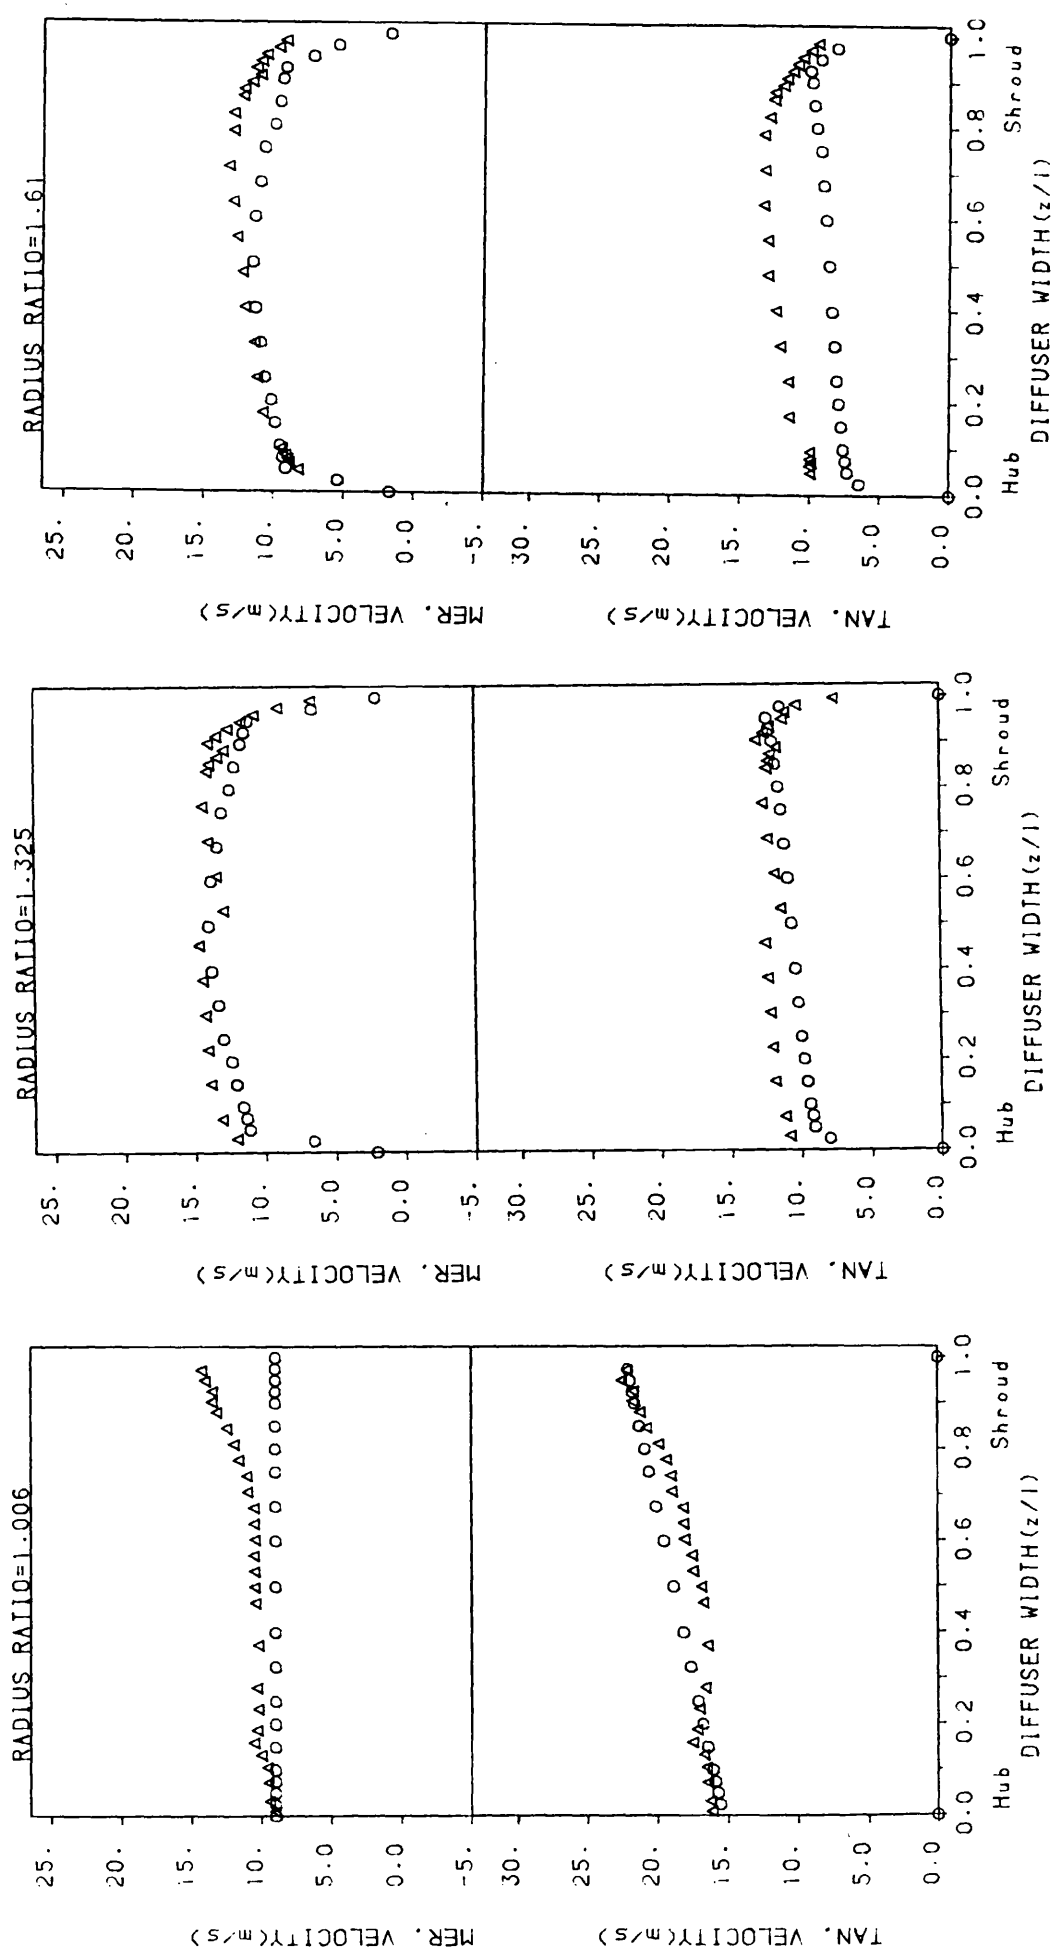 RADIUS RATIO=1.006
25.
20.
15.
10.
5.0
0.0
-5.
MER. VELOCITY(m/s)
30.
25.
20.
15.
10.
5.0
0.0
TAN. VELOCITY(m/s)
0.0 0.2 0.4 0.6 0.8 1.0
Hub Shroud
DIFFUSER WIDTH(z/l)
RADIUS RATIO=1.325
25.
20.
15.
10.
5.0
0.0
-5.
MER. VELOCITY(m/s)
30.
25.
20.
15.
10.
5.0
0.0
TAN. VELOCITY(m/s)
0.0 0.2 0.4 0.6 0.8 1.0
Hub Shroud
DIFFUSER WIDTH(z/l)
RADIUS RATIO=1.61
25.
20.
15.
10.
5.0
0.0
-5.
MER. VELOCITY(m/s)
30.
25.
20.
15.
10.
5.0
0.0
TAN. VELOCITY(m/s)
0.0 0.2 0.4 0.6 0.8 1.0
Hub Shroud
DIFFUSER WIDTH(z/l)